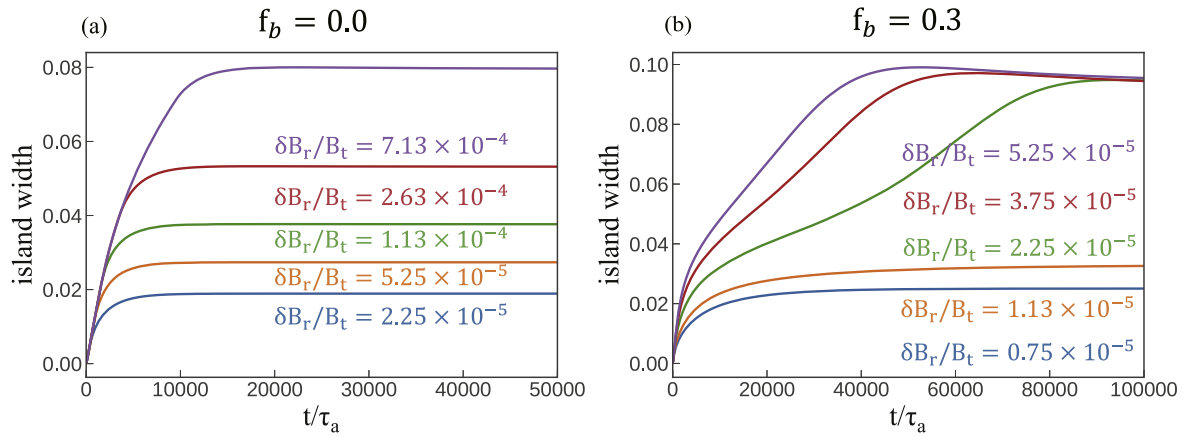 (a)
f_b = 0.0
island width
0.08
0.06
0.04
0.02
0.00
δB_r/B_t = 7.13 × 10^−4
δB_r/B_t = 2.63 × 10^−4
δB_r/B_t = 1.13 × 10^−4
δB_r/B_t = 5.25 × 10^−5
δB_r/B_t = 2.25 × 10^−5
0 10000 20000 30000 40000 50000
t/τ_a
(b)
f_b = 0.3
island width
0.10
0.08
0.06
0.04
0.02
0.00
δB_r/B_t = 5.25 × 10^−5
δB_r/B_t = 3.75 × 10^−5
δB_r/B_t = 2.25 × 10^−5
δB_r/B_t = 1.13 × 10^−5
δB_r/B_t = 0.75 × 10^−5
0 20000 40000 60000 80000 100000
t/τ_a